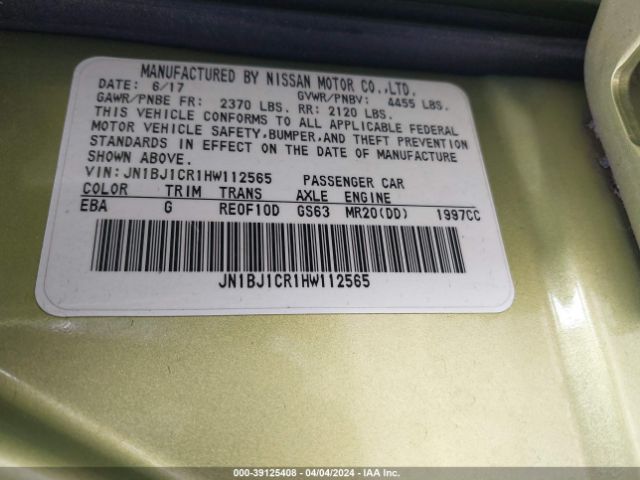 MANUFACTURED BY NISSAN MOTOR CO.,LTD.
DATE: 6/17 GVWR/PNBV: 4455 LBS.
GAWR/PNBE FR: 2370 LBS. RR: 2120 LBS.
THIS VEHICLE CONFORMS TO ALL APPLICABLE FEDERAL
MOTOR VEHICLE SAFETY,BUMPER,AND THEFT PREVENTION
STANDARDS IN EFFECT ON THE DATE OF MANUFACTURE
SHOWN ABOVE.
VIN:JN1BJ1CR1HW112565 PASSENGER CAR
COLOR TRIM TRANS AXLE ENGINE
EBA G RE0F10D GS63 MR20(DD) 1997CC
JN1BJ1CR1HW112565
000-39125408 - 04/04/2024 - IAA Inc.